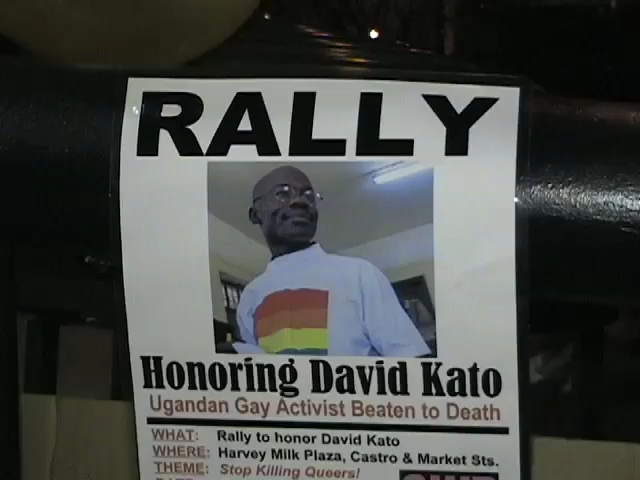 RALLY
Honoring David Kato
Ugandan Gay Activist Beaten to Death
WHAT: Rally to honor David Kato
WHERE: Harvey Milk Plaza, Castro & Market Sts.
THEME: Stop Killing Queers!